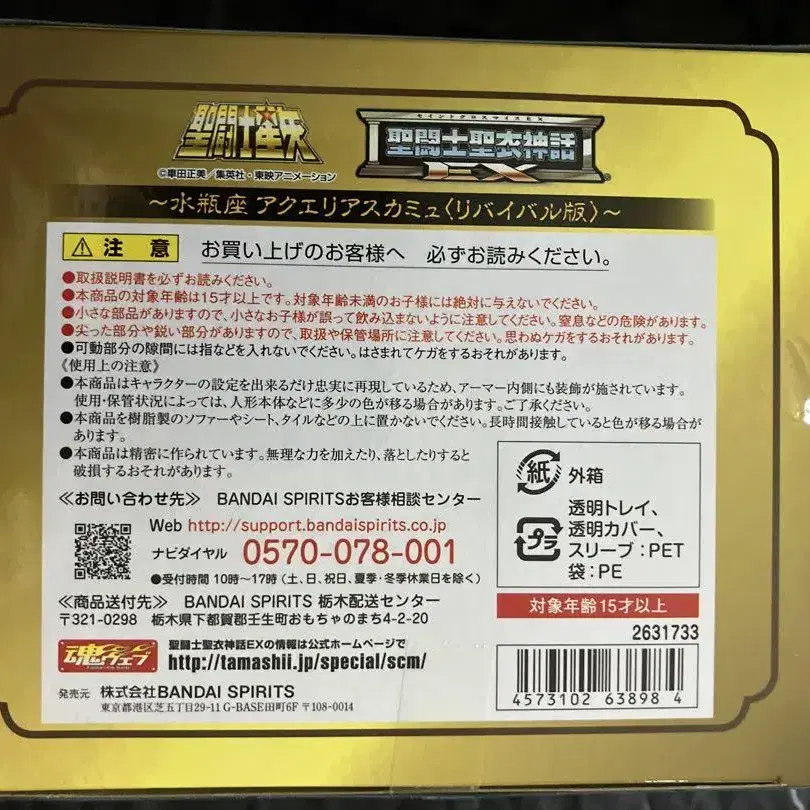 聖闘士星矢
セイントクロスマイスEX
聖闘士聖衣神話
EX
©車田正美/集英社・東映アニメーション
~水瓶座 アクエリアスカミュ〈リバイバル版〉~
注 意 お買い上げのお客様へ 必ずお読みください。
●取扱説明書を必ずお読みください。
●本商品の対象年齢は15才以上です。対象年齢未満のお子様には絶対に与えないでください。
●小さな部品がありますので、小さなお子様が誤って飲み込まないように注意してください。窒息などの危険があります。
●尖った部分や鋭い部分がありますので、取扱や保管場所に注意してください。思わぬケガをするおそれがあります。
●可動部分の隙間には指などを入れないでください。はさまれてケガをするおそれがあります。
《使用上の注意》
●本商品はキャラクターの設定を出来るだけ忠実に再現しているため、アーマー内側にも装飾が施されています。
使用・保管状況によっては、人形本体などに多少の色が移る場合があります。ご了承ください。
●本商品を樹脂製のソファーやシート、タイルなどの上に置かないでください。長時間接触していると色が移る場合が
あります。
●本商品は精密に作られています。無理な力を加えたり、落としたりすると
破損するおそれがあります。
≪お問い合わせ先≫ BANDAI SPIRITSお客様相談センター
Web http://support.bandaispirits.co.jp
ナビダイヤル 0570-078-001
●受付時間 10時〜17時(土、日、祝日、夏季・冬季休業日を除く)
≪商品送付先≫ BANDAI SPIRITS 栃木配送センター
〒321-0298 栃木県下都賀郡壬生町おもちゃのまち4-2-20
魂ウェブ
聖闘士聖衣神話EXの情報は公式ホームページで
http://tamashii.jp/special/scm/
発売元 株式会社BANDAI SPIRITS
東京都港区芝五丁目29-11 G-BASE田町6F 〒108-0014
紙 外箱
プラ
透明トレイ、
透明カバー、
スリーブ:PET
袋:PE
対象年齢15才以上
2631733
4573102 63898 4